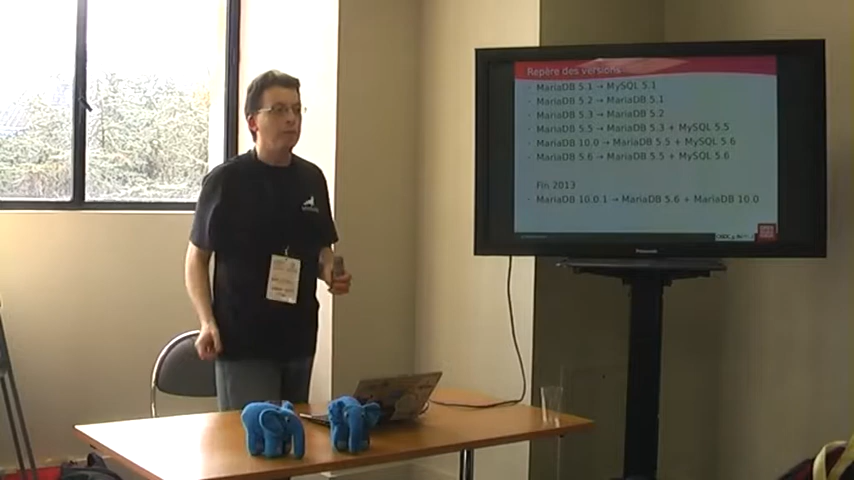 Repère des versions
MariaDB 5.1 → MySQL 5.1
MariaDB 5.2 → MariaDB 5.1
MariaDB 5.3 → MariaDB 5.2
MariaDB 5.5 → MariaDB 5.3 + MySQL 5.5
MariaDB 10.0 → MariaDB 5.5 + MySQL 5.6
MariaDB 5.6 → MariaDB 5.5 + MySQL 5.6
Fin 2013
MariaDB 10.0.1 → MariaDB 5.6 + MariaDB 10.0